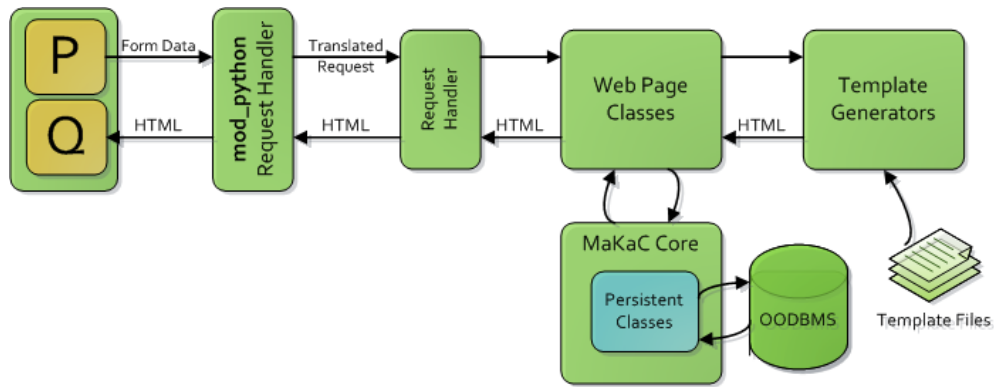 P
Form Data
mod_python
Request Handler
Translated
Request
Request
Handler
Web Page
Classes
Template
Generators
Q
HTML
HTML
HTML
HTML
MaKaC Core
Persistent
Classes
OODBMS
Template Files